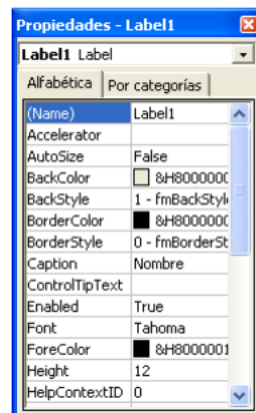 Propiedades - Label1
Label1 Label
Alfabética Por categorías
(Name) Label1
Accelerator
AutoSize False
BackColor &H8000000
BackStyle 1 - fmBackStyle
BorderColor &H8000000
BorderStyle 0 - fmBorderSt
Caption Nombre
ControlTipText
Enabled True
Font Tahoma
ForeColor &H8000001
Height 12
HelpContextID 0